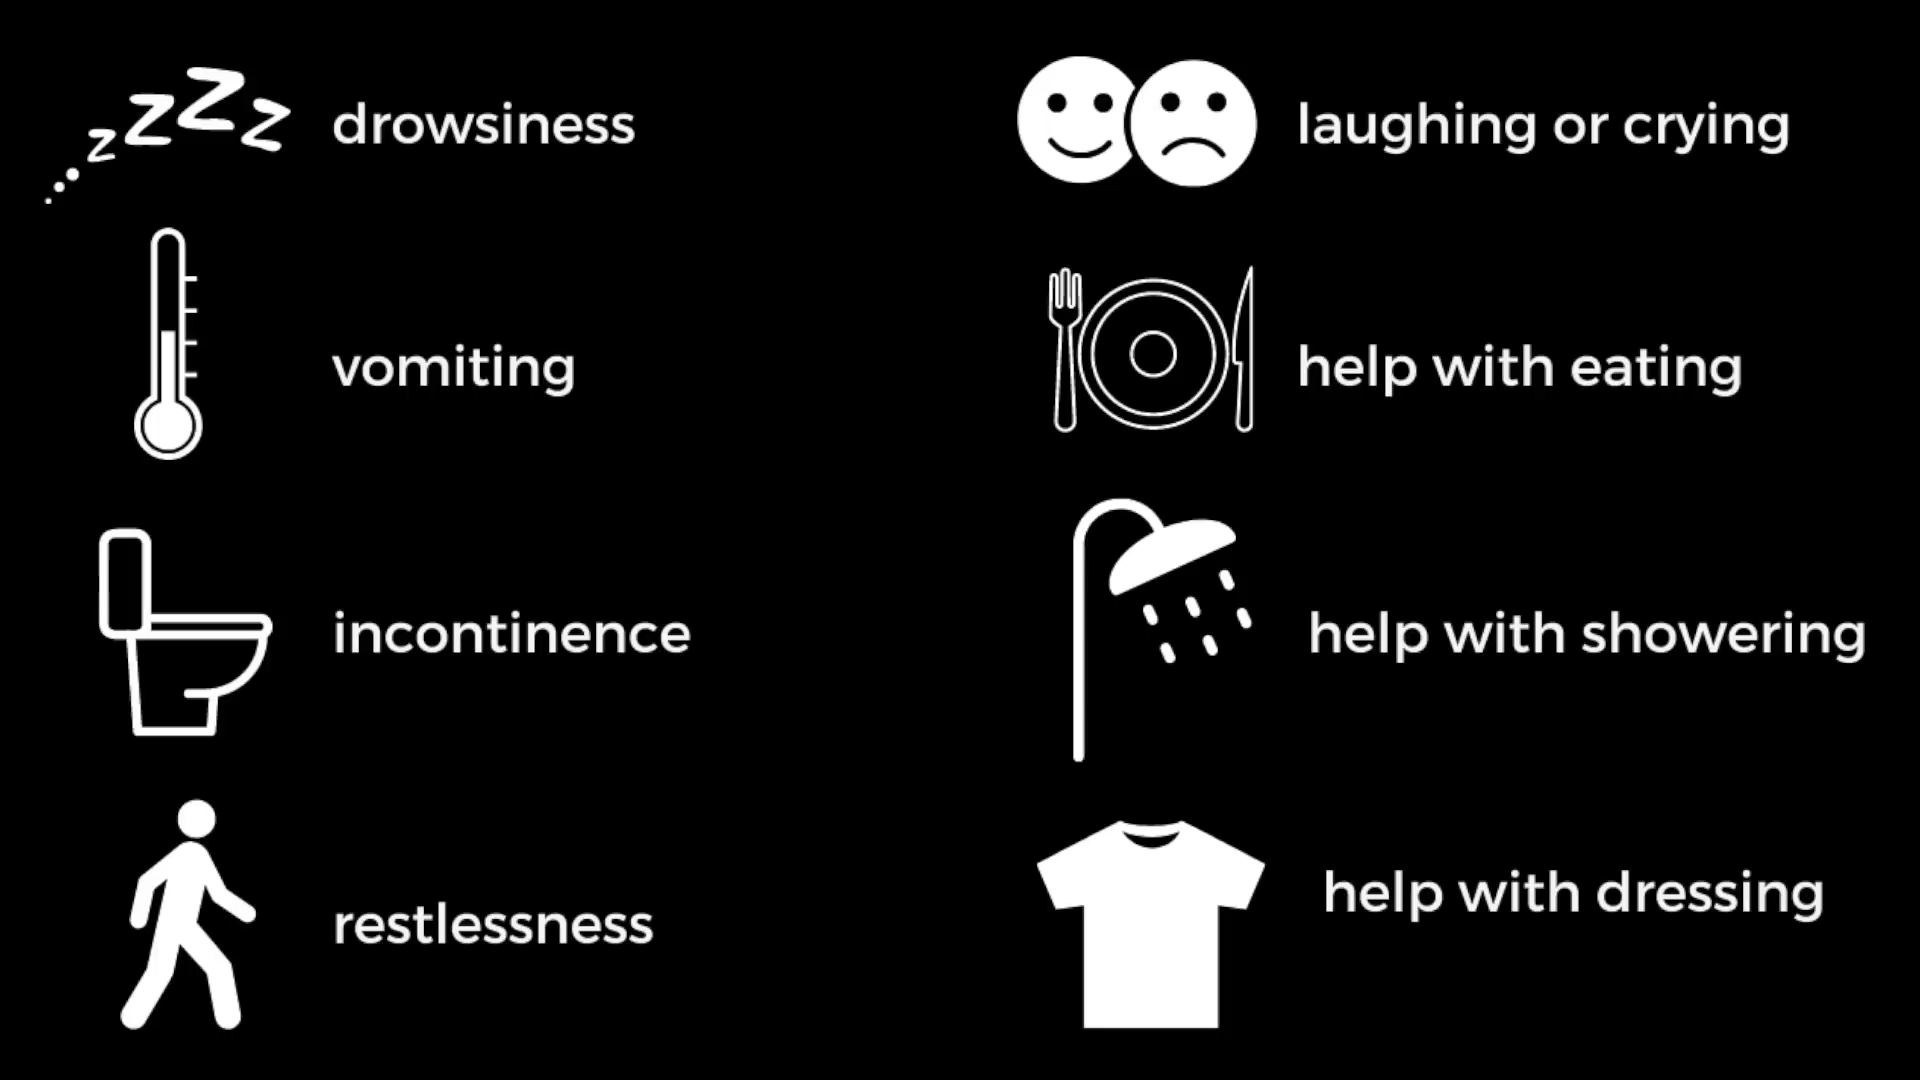 drowsiness
vomiting
incontinence
restlessness
laughing or crying
help with eating
help with showering
help with dressing